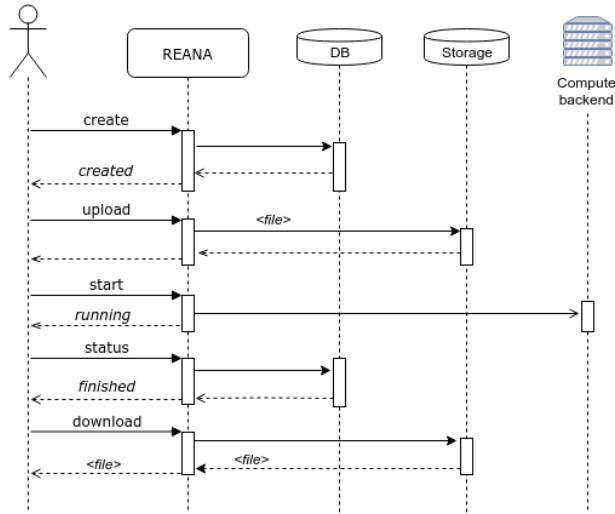 REANA
DB
Storage
Compute
backend
create
created
upload
<file>
start
running
status
finished
download
<file>
<file>